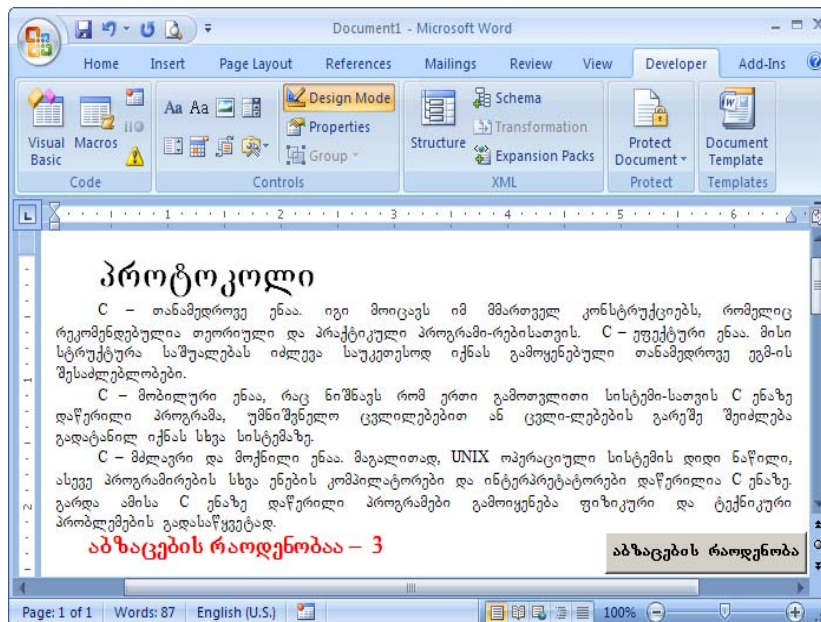 Document1 - Microsoft Word
Home Insert Page Layout References Mailings Review View Developer Add-Ins
Visual Basic Macros Aa Aa Design Mode Properties Group Structure Schema Transformation Expansion Packs Protect Document Document Template
Code Controls XML Protect Templates
L 1 2 3 4 5 6
პროტოკოლი
C – თანამედროვე ენაა. იგი მოიცავს იმ მმართველ კონსტრუქციებს, რომელიც
რეკომენდებულია თეორიული და პრაქტიკული პროგრამი-რებისათვის. C – ეფექტური ენაა. მისი
სტრუქტურა საშუალებას იძლევა საუკეთესოდ იქნას გამოყენებული თანამედროვე ეგმ-ის
შესაძლებლობები.
C – მობილური ენაა, რაც ნიშნავს რომ ერთი გამოთვლითი სისტემი-სათვის C ენაზე
დაწერილი პროგრამა, უმნიშვნელო ცვლილებებით ან ცვლი-ლებების გარეშე შეიძლება
გადატანილ იქნას სხვა სისტემაზე.
C – მძლავრი და მოქნილი ენაა. მაგალითად, UNIX ოპერაციული სისტემის დიდი ნაწილი,
ასევე პროგრამირების სხვა ენების კომპილატორები და ინტერპრეტატორები დაწერილია C ენაზე.
გარდა ამისა C ენაზე დაწერილი პროგრამები გამოიყენება ფიზიკური და ტექნიკური
პრობლემების გადასაწყვეტად.
აბზაცების რაოდენობაა – 3
აბზაცების რაოდენობა
Page: 1 of 1 Words: 87 English (U.S.) 100%